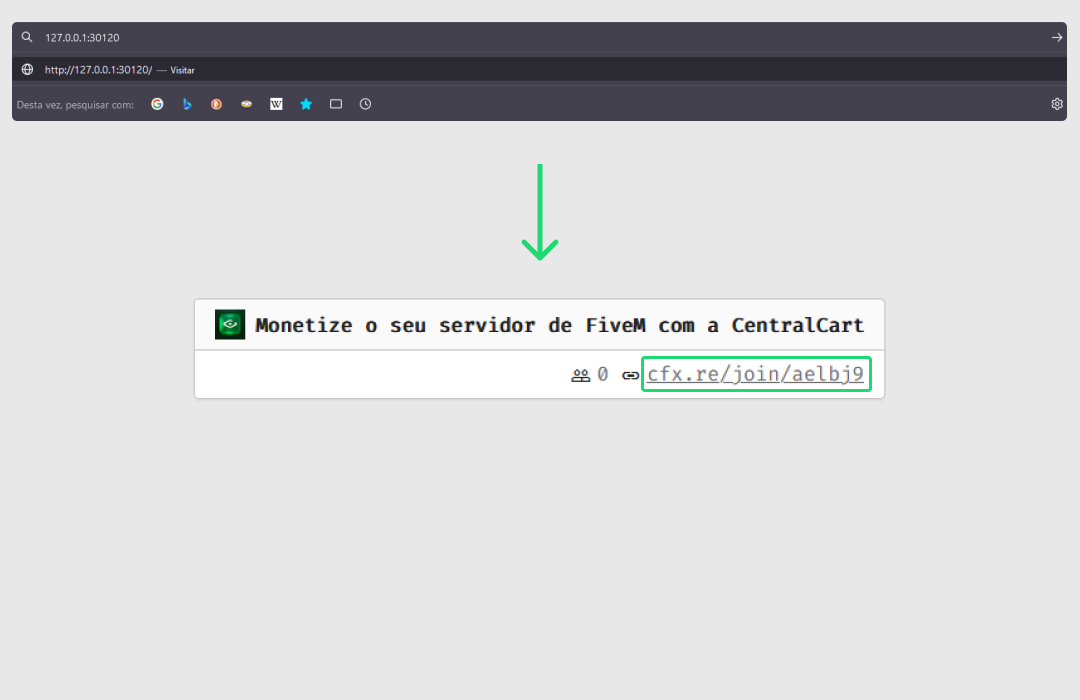 127.0.0.1:30120
http://127.0.0.1:30120/ — Visitar
Desta vez, pesquisar com:
W
Monetize o seu servidor de FiveM com a CentralCart
0 cfx.re/join/aelbj9